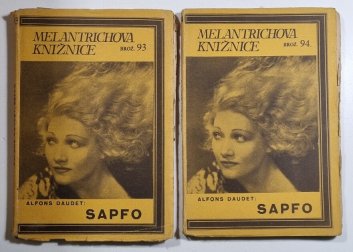 MELANTRICHOVA
KNIŽNICE BROŽ. 93
ALFONS DAUDET:
SAPFO
MELANTRICHOVA
KNIŽNICE BROŽ. 94
ALFONS DAUDET:
SAPFO